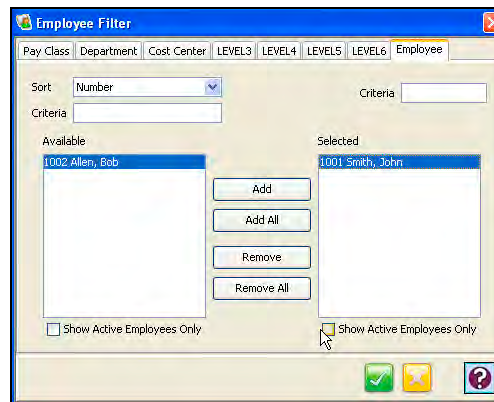 Employee Filter
Pay Class Department Cost Center LEVEL3 LEVEL4 LEVEL5 LEVEL6 Employee
Sort Number Criteria
Criteria
Available Selected
1002 Allen, Bob 1001 Smith, John
Add
Add All
Remove
Remove All
Show Active Employees Only Show Active Employees Only
?